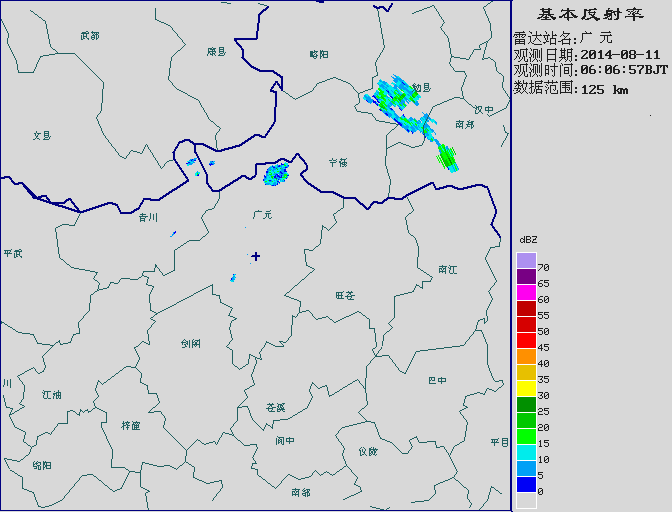 基本反射率
雷达站名:广 元
观测日期:2014-08-11
观测时间:06:06:57BJT
数据范围:125 km
武都
康县
略阳
勉县
汉中
南郑
文县
宁强
青川
广元
平武
南江
旺苍
剑阁
川
江油
巴中
苍溪
梓潼
阆中
仪陇
平昌
绵阳
南部
dBZ
70
65
60
55
50
45
40
35
30
25
20
15
10
5
0